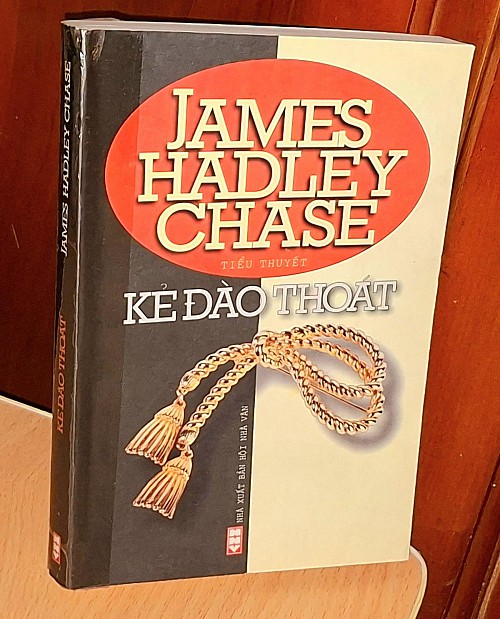 JAMES
HADLEY
CHASE
TIỂU THUYẾT
KẺ ĐÀO THOÁT
NHÀ XUẤT BẢN HỘI NHÀ VĂN
JAMES HADLEY CHASE
KẺ ĐÀO THOÁT